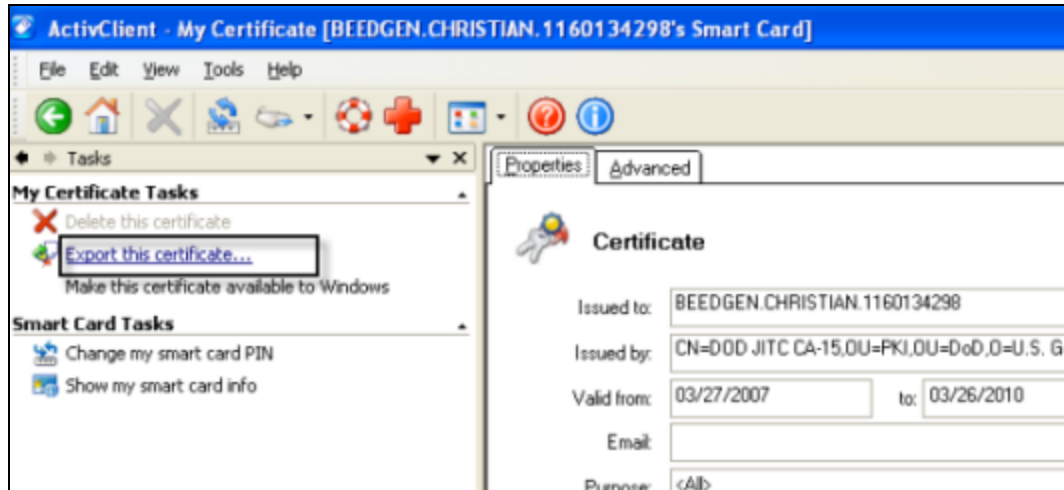 ActivClient - My Certificate [BEEDGEN.CHRISTIAN.1160134298's Smart Card]
File Edit View Tools Help
Tasks
My Certificate Tasks
Delete this certificate
Export this certificate...
Make this certificate available to Windows
Smart Card Tasks
Change my smart card PIN
Show my smart card info
Properties Advanced
Certificate
Issued to: BEEDGEN.CHRISTIAN.1160134298
Issued by: CN=DOD JITC CA-15,OU=PKI,OU=DoD,O=U.S. G
Valid from: 03/27/2007 to: 03/26/2010
Email:
Purpose: <All>